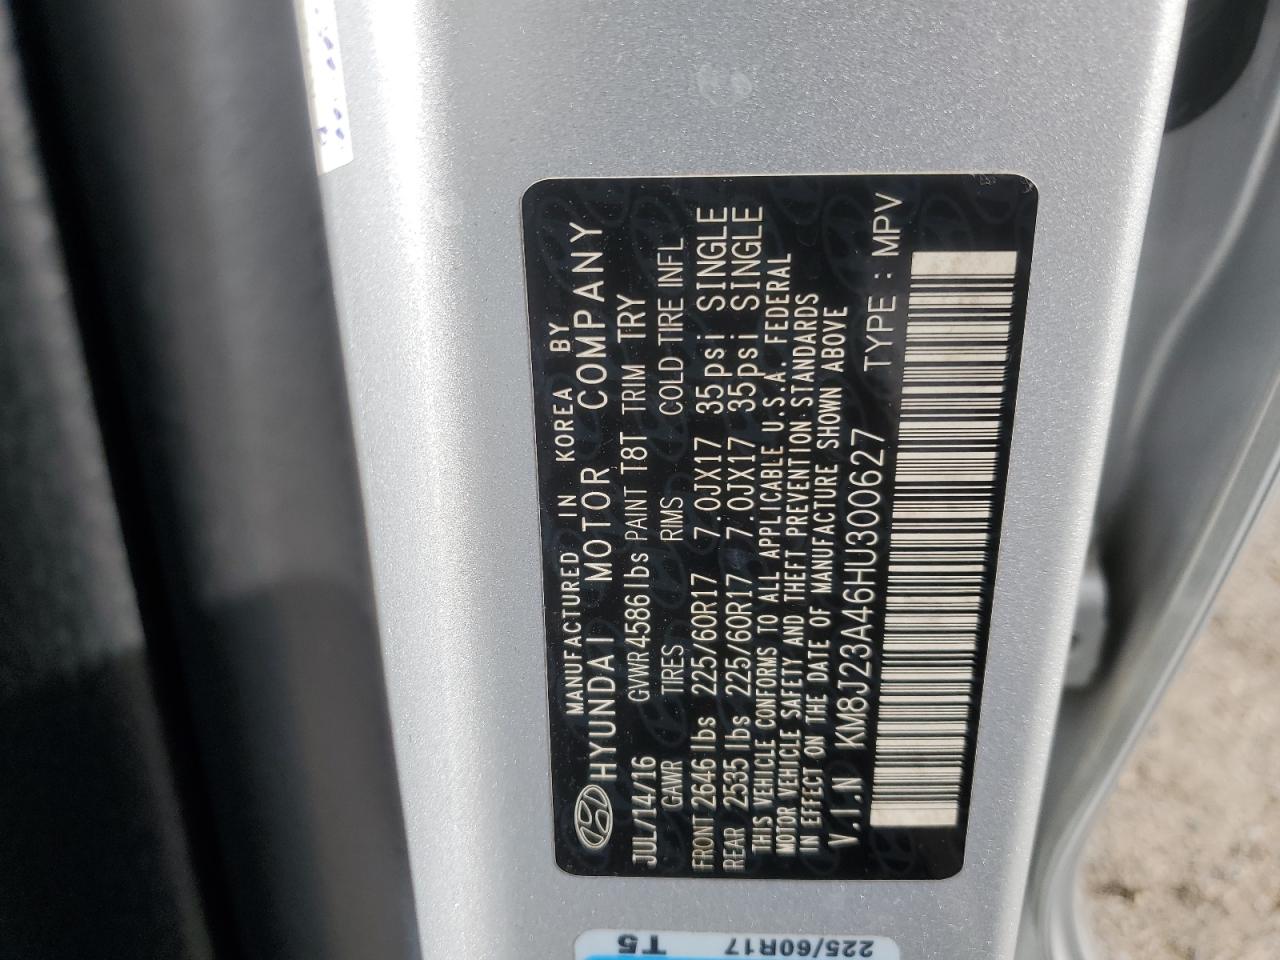 MANUFACTURED IN KOREA BY
HYUNDAI MOTOR COMPANY
JUL/14/16 GVWR 4586lbs PAINT T8T TRIM TRY
GAWR TIRES RIMS COLD TIRE INFL
FRONT 2646 lbs 225/60R17 7.0JX17 35psi SINGLE
REAR 2535 lbs 225/60R17 7.0JX17 35psi SINGLE
THIS VEHICLE CONFORMS TO ALL APPLICABLE U.S.A. FEDERAL
MOTOR VEHICLE SAFETY AND THEFT PREVENTION STANDARDS
IN EFFECT ON THE DATE OF MANUFACTURE SHOWN ABOVE
V.I.N KM8J23A46HU300627 TYPE : MPV
225/60R17
T5